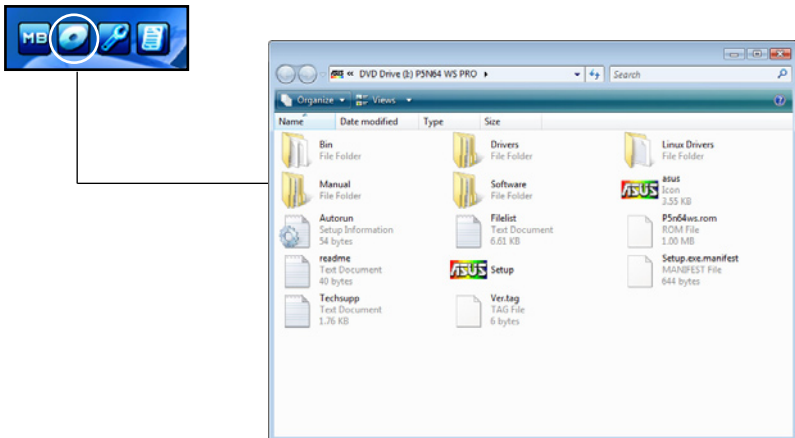 MB
« DVD Drive (I:) P5N64 WS PRO
Search
Organize Views
Name Date modified Type Size
Bin
File Folder
Drivers
File Folder
Linux Drivers
File Folder
Manual
File Folder
Software
File Folder
ASUS
asus
Icon
3.55 KB
Autorun
Setup Information
54 bytes
Filelist
Text Document
6.61 KB
P5n64ws.rom
ROM File
1.00 MB
readme
Text Document
40 bytes
ASUS
Setup
Setup.exe.manifest
MANIFEST File
644 bytes
Techsupp
Text Document
1.76 KB
Ver.tag
TAG File
6 bytes